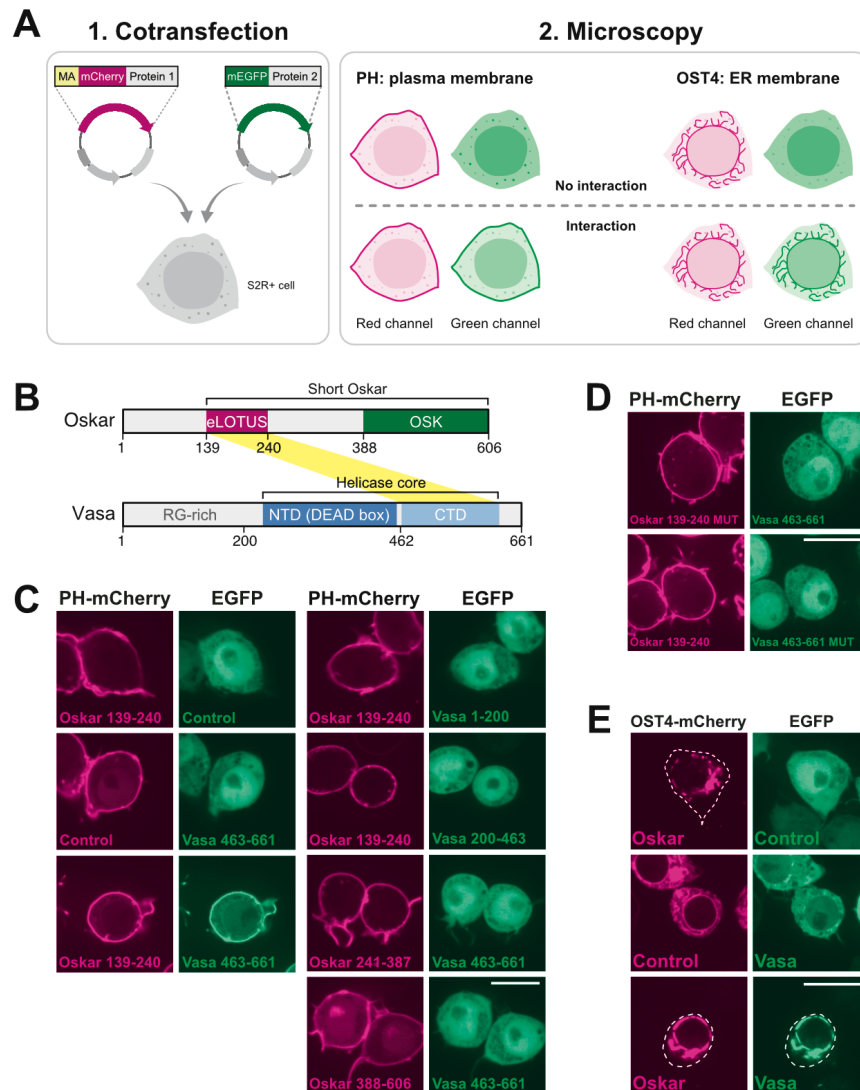 A
1. Cotransfection
2. Microscopy
MA mCherry Protein 1
mEGFP Protein 2
S2R+ cell
PH: plasma membrane
OST4: ER membrane
No interaction
Interaction
Red channel Green channel
Red channel Green channel
B
Short Oskar
Oskar eLOTUS OSK
1 139 240 388 606
Helicase core
Vasa RG-rich NTD (DEAD box) CTD
1 200 462 661
C
PH-mCherry EGFP PH-mCherry EGFP
Oskar 139-240 Control Oskar 139-240 Vasa 1-200
Control Vasa 463-661 Oskar 139-240 Vasa 200-463
Oskar 139-240 Vasa 463-661 Oskar 241-387 Vasa 463-661
Oskar 388-606 Vasa 463-661
D
PH-mCherry EGFP
Oskar 139-240 MUT Vasa 463-661
Oskar 139-240 Vasa 463-661 MUT
E
OST4-mCherry EGFP
Oskar Control
Control Vasa
Oskar Vasa